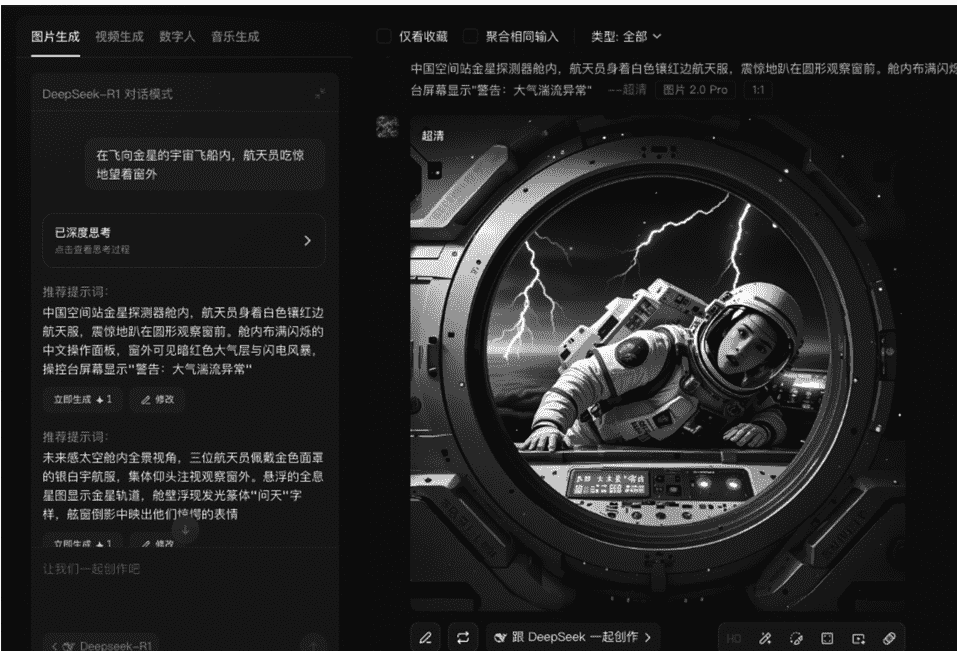 图片生成 视频生成 数字人 音乐生成
DeepSeek-R1 对话模式
在飞向金星的宇宙飞船内，航天员吃惊
地望着窗外
已深度思考
点击查看思考过程
推荐提示词：
中国空间站金星探测器舱内，航天员身着白色镶红边
航天服，震惊地趴在圆形观察窗前。舱内布满闪烁的
中文操作面板，窗外可见暗红色大气层与闪电风暴，
操控台屏幕显示"警告：大气湍流异常"
立即生成 1 修改
推荐提示词：
未来感太空舱内全景视角，三位航天员佩戴金色面罩
的银白宇航服，集体仰头注视观察窗外。悬浮的全息
星图显示金星轨道，舱壁浮现发光篆体"问天"字
样，舷窗倒影中映出他们惊愕的表情
立即生成 1 修改
让我们一起创作吧
Deepseek-R1
仅看收藏 聚合相同输入 类型: 全部
中国空间站金星探测器舱内，航天员身着白色镶红边航天服，震惊地趴在圆形观察窗前。舱内布满闪烁
台屏幕显示"警告：大气湍流异常" --超清 图片 2.0 Pro 1:1
超清
跟 DeepSeek 一起创作
HD